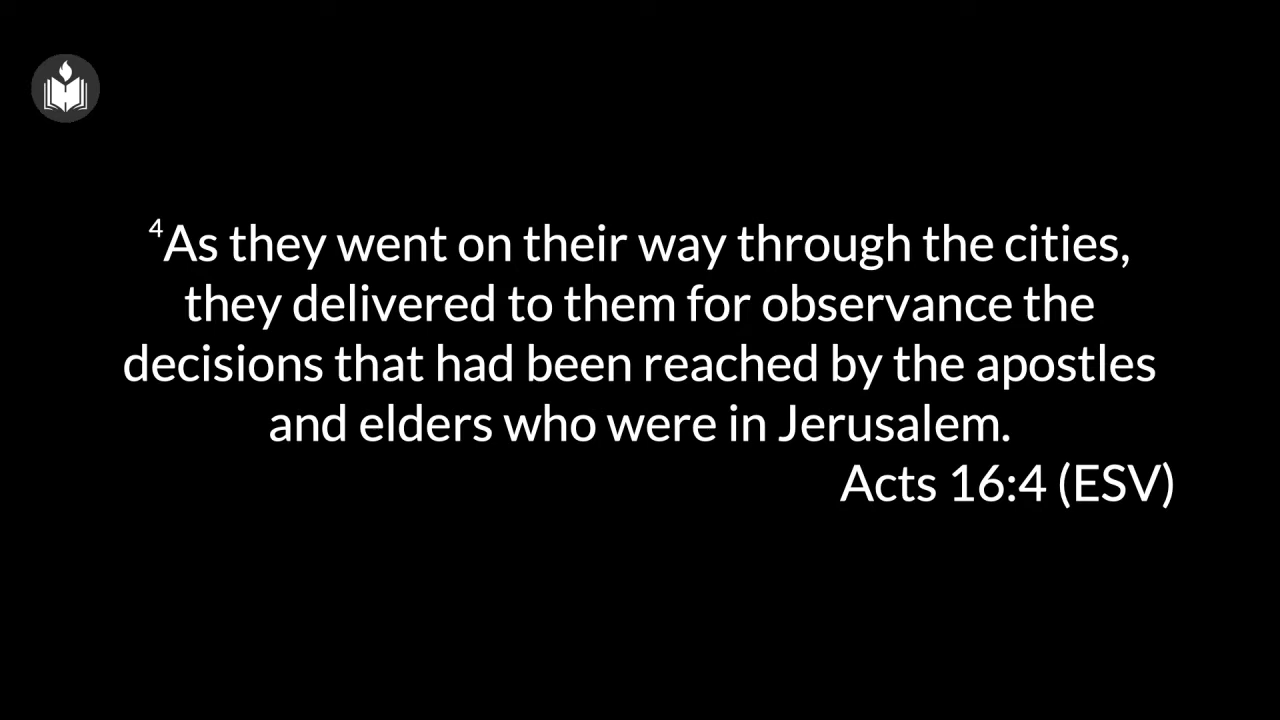 ⁴As they went on their way through the cities,
they delivered to them for observance the
decisions that had been reached by the apostles
and elders who were in Jerusalem.
Acts 16:4 (ESV)